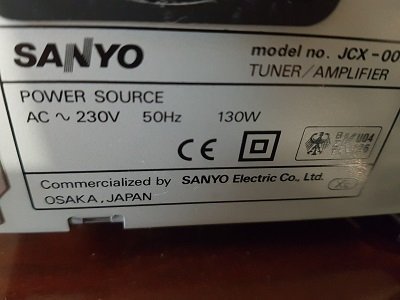 SANYO
model no. JCX-00
TUNER/AMPLIFIER
POWER SOURCE
AC ~ 230V 50Hz 130W
CE
Commercialized by SANYO Electric Co., Ltd.
OSAKA, JAPAN